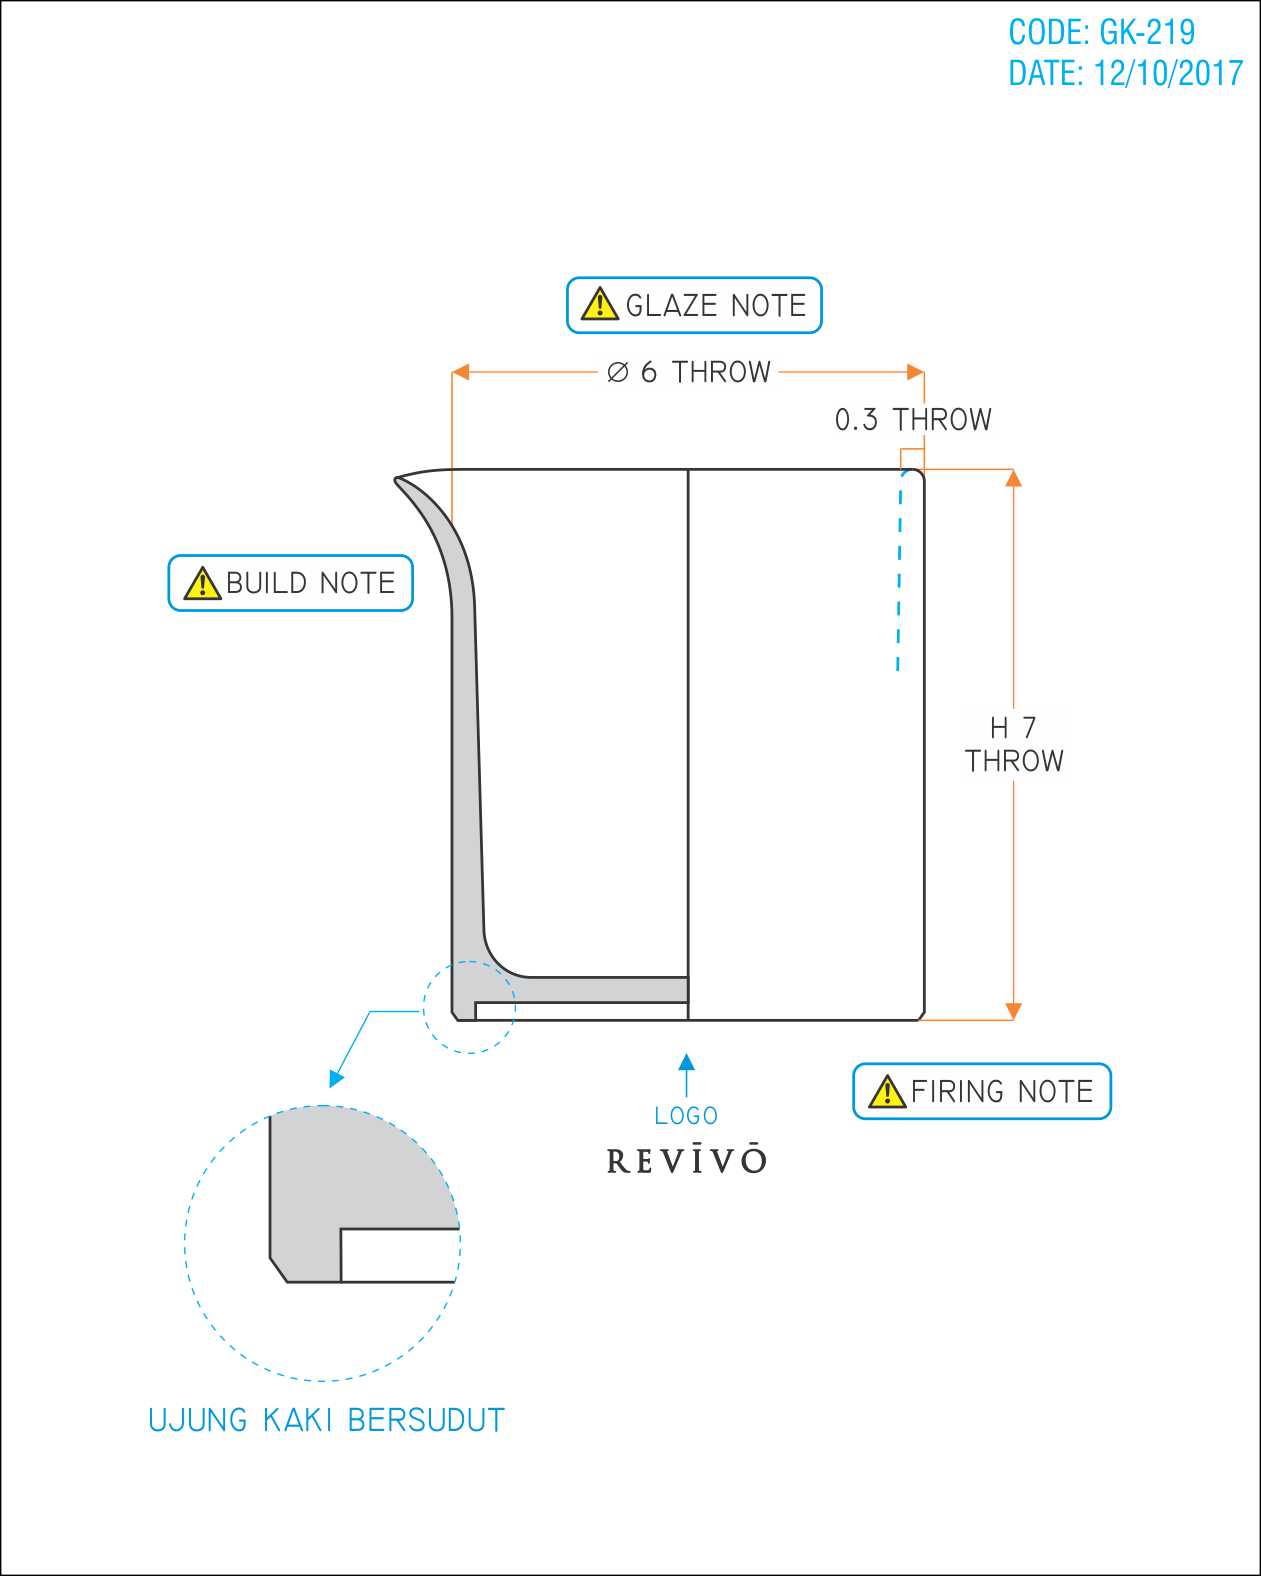 CODE: GK-219
DATE: 12/10/2017
GLAZE NOTE
Ø 6 THROW
0.3 THROW
BUILD NOTE
H 7
THROW
FIRING NOTE
LOGO
REVĪVŌ
UJUNG KAKI BERSUDUT